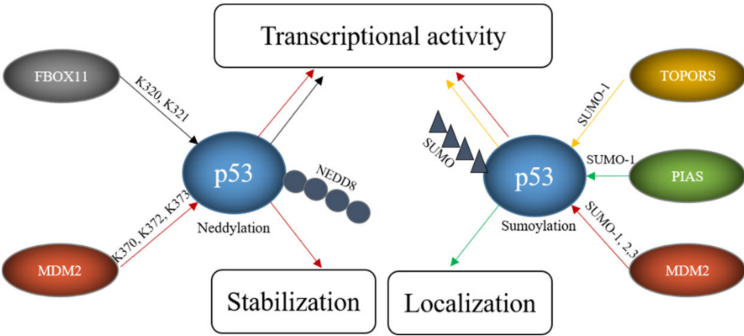 Transcriptional activity
FBOX11
K320, K321
p53
NEDD8
Neddylation
K370, K372, K373
MDM2
Stabilization
TOPORS
SUMO-1
SUMO
p53
SUMO-1
PIAS
Sumoylation
SUMO-1, 2,3
MDM2
Localization